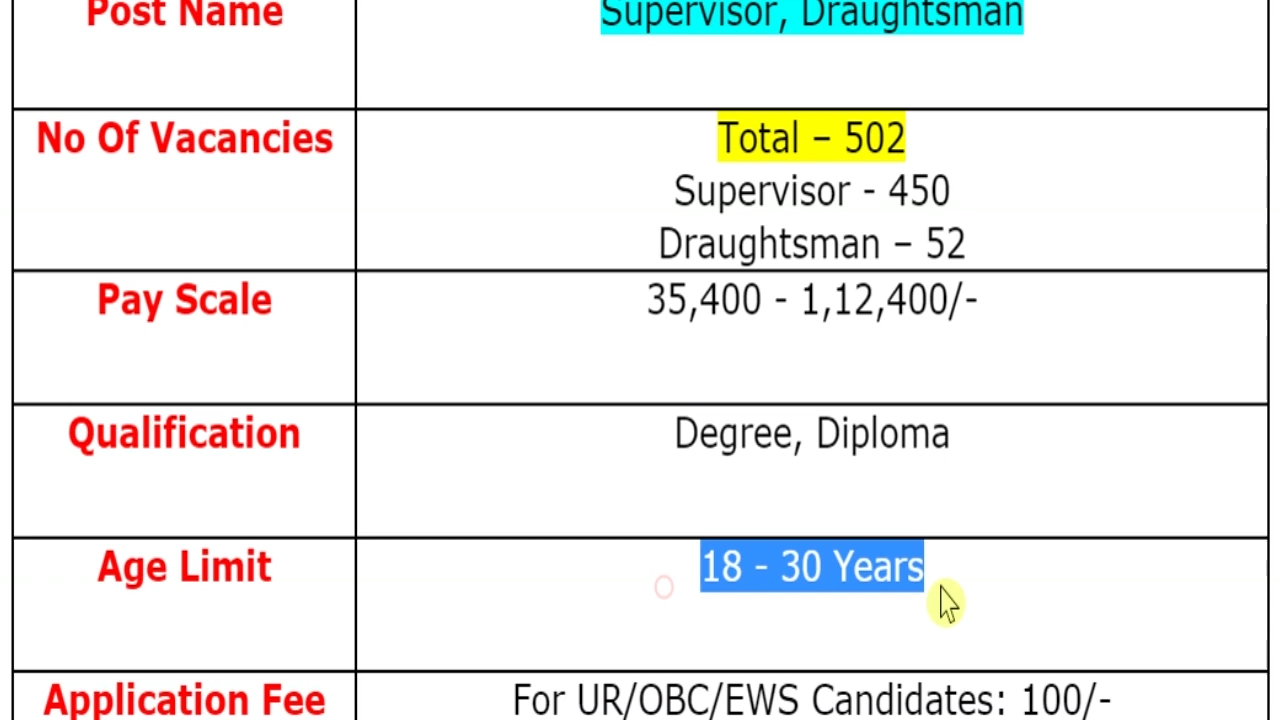 Post Name
Supervisor, Draughtsman
No Of Vacancies
Total – 502
Supervisor - 450
Draughtsman – 52
Pay Scale
35,400 - 1,12,400/-
Qualification
Degree, Diploma
Age Limit
18 - 30 Years
Application Fee
For UR/OBC/EWS Candidates: 100/-